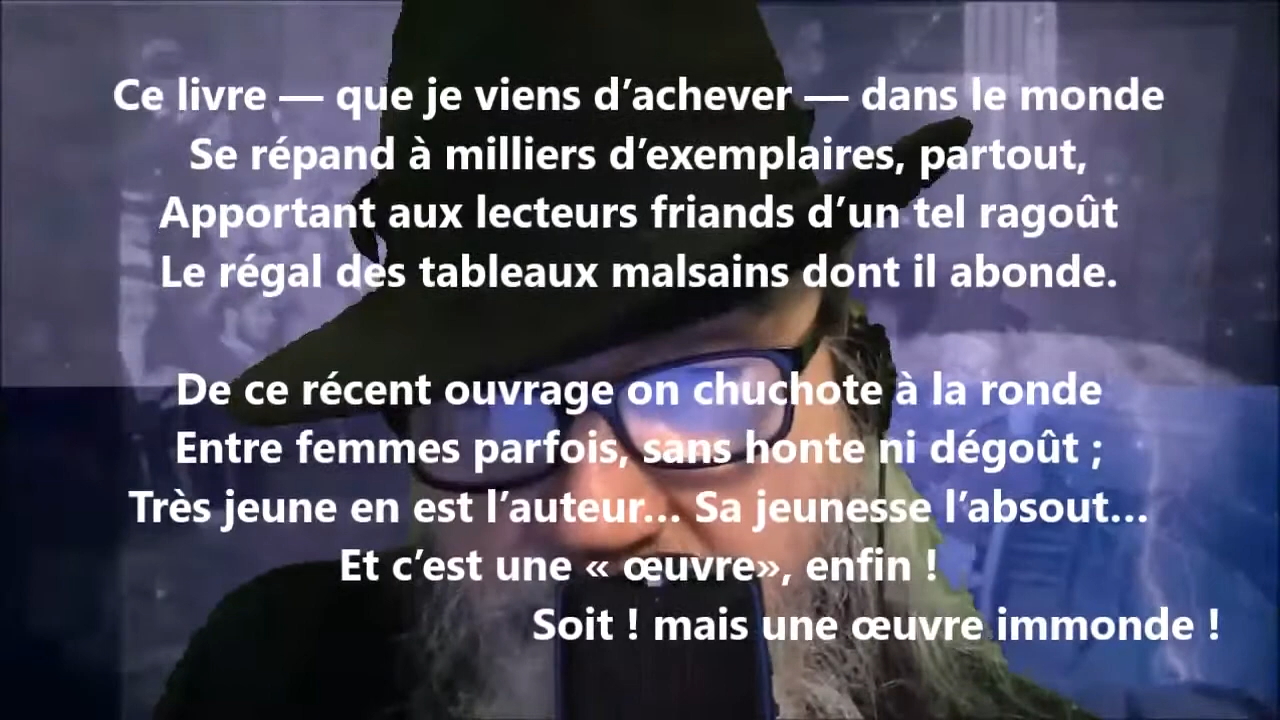 Ce livre — que je viens d’achever — dans le monde
Se répand à milliers d’exemplaires, partout,
Apportant aux lecteurs friands d’un tel ragoût
Le régal des tableaux malsains dont il abonde.
De ce récent ouvrage on chuchote à la ronde
Entre femmes parfois, sans honte ni dégoût ;
Très jeune en est l’auteur... Sa jeunesse l’absout...
Et c’est une « œuvre», enfin !
Soit ! mais une œuvre immonde !